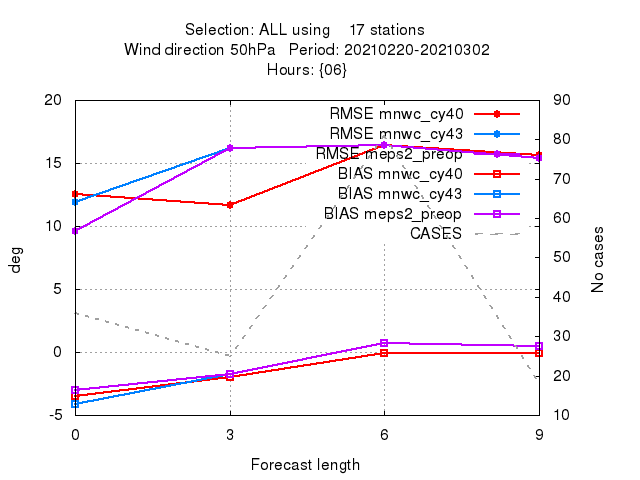 Selection: ALL using    17 stations
Wind direction 50hPa   Period: 20210220-20210302
Hours: {06}
20
15
10
5
0
-5
deg
90
80
70
60
50
40
30
20
10
No cases
RMSE mnwc_cy40
RMSE mnwc_cy43
RMSE meps2_preop
BIAS mnwc_cy40
BIAS mnwc_cy43
BIAS meps2_preop
CASES
0
3
6
9
Forecast length